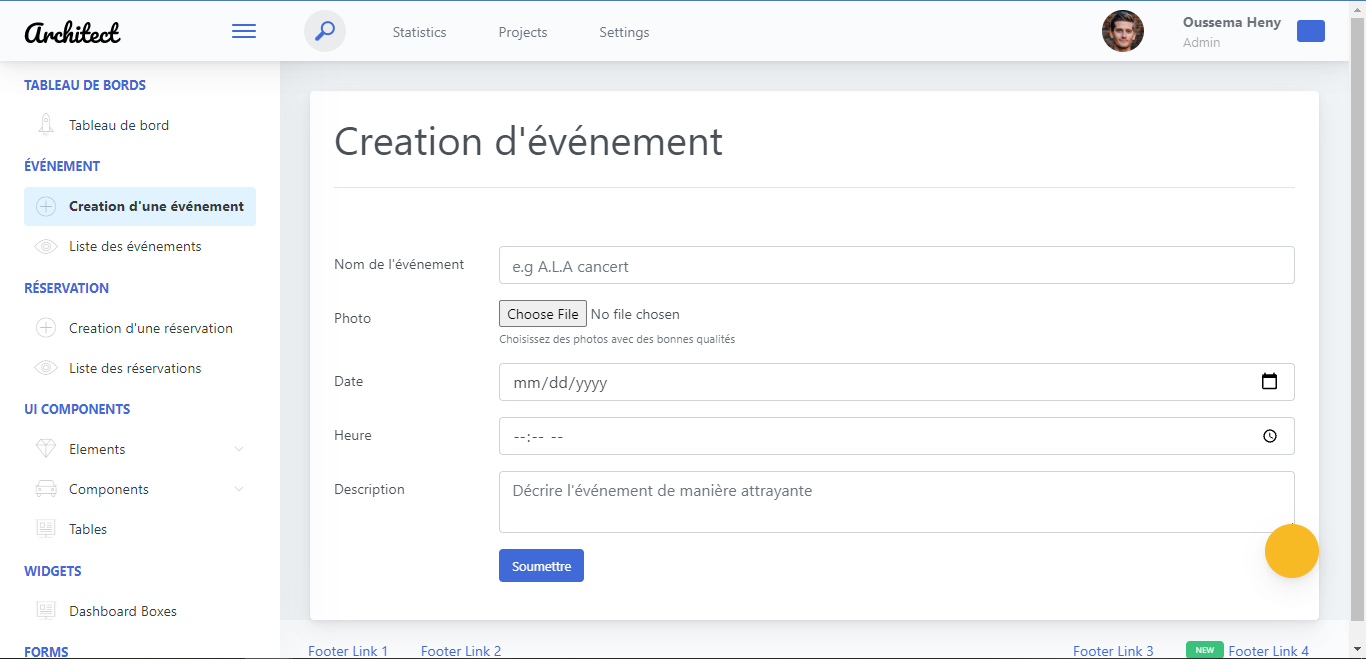 Architect
Statistics Projects Settings
Oussema Heny
Admin
TABLEAU DE BORDS
Tableau de bord
ÉVÉNEMENT
Creation d'une événement
Liste des événements
RÉSERVATION
Creation d'une réservation
Liste des réservations
UI COMPONENTS
Elements
Components
Tables
WIDGETS
Dashboard Boxes
FORMS
Creation d'événement
Nom de l'événement e.g A.L.A cancert
Photo Choose File No file chosen
Choisissez des photos avec des bonnes qualités
Date mm/dd/yyyy
Heure --:-- --
Description Décrire l'événement de manière attrayante
Soumettre
Footer Link 1 Footer Link 2 Footer Link 3 NEW Footer Link 4